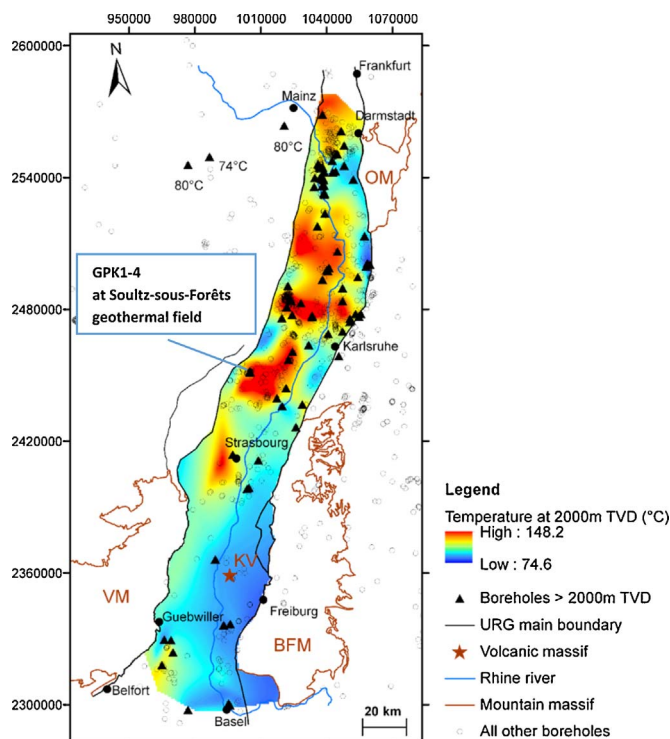 950000 980000 1010000 1040000 1070000
2600000
N
Frankfurt
Mainz
Darmstadt
80°C
74°C
80°C
2540000
OM
GPK1-4
at Soultz-sous-Forêts
geothermal field
2480000
Karlsruhe
2420000
Strasbourg
Legend
Temperature at 2000m TVD (°C)
High : 148.2
Low : 74.6
2360000
KV
VM
Boreholes > 2000m TVD
Guebwiller
Freiburg
URG main boundary
BFM
Volcanic massif
Rhine river
Belfort
Mountain massif
2300000
Basel
20 km
All other boreholes